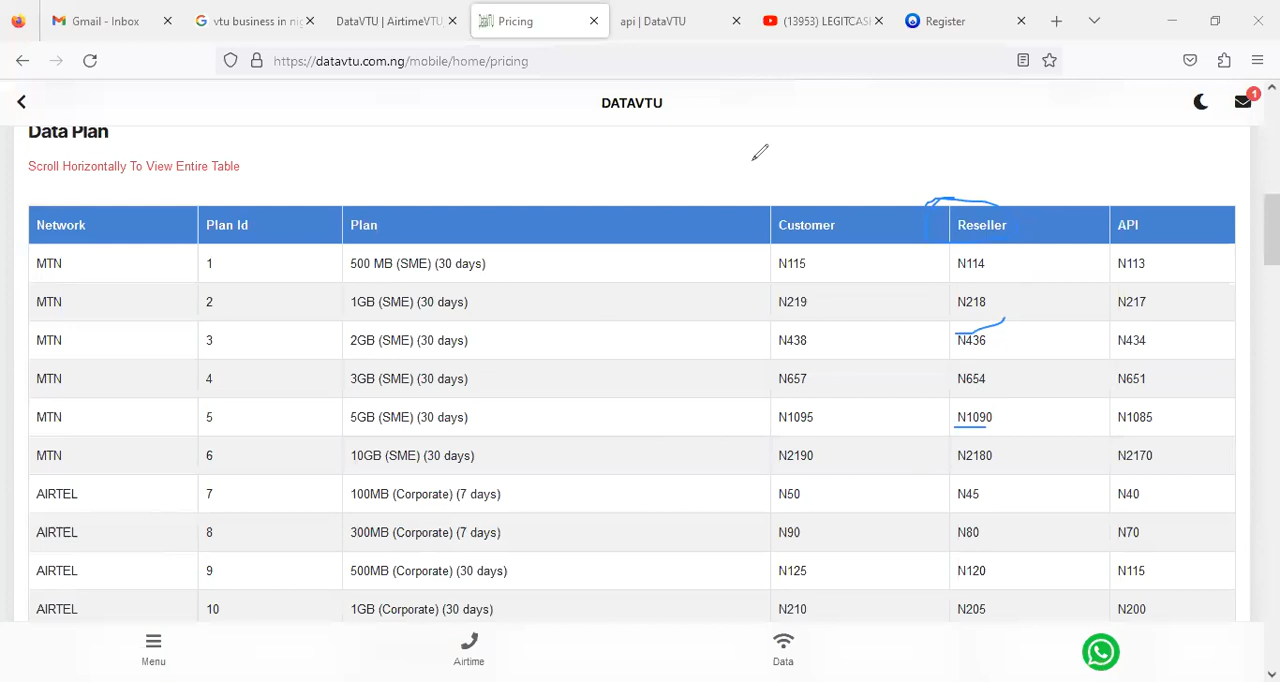 Gmail - Inbox
vtu business in nig
DataVTU | AirtimeVTU,
Pricing
api | DataVTU
(13953) LEGITCASH
Register
https://datavtu.com.ng/mobile/home/pricing
DATAVTU
1
Data Plan
Scroll Horizontally To View Entire Table
Network Plan Id Plan Customer Reseller API
MTN 1 500 MB (SME) (30 days) N115 N114 N113
MTN 2 1GB (SME) (30 days) N219 N218 N217
MTN 3 2GB (SME) (30 days) N438 N436 N434
MTN 4 3GB (SME) (30 days) N657 N654 N651
MTN 5 5GB (SME) (30 days) N1095 N1090 N1085
MTN 6 10GB (SME) (30 days) N2190 N2180 N2170
AIRTEL 7 100MB (Corporate) (7 days) N50 N45 N40
AIRTEL 8 300MB (Corporate) (7 days) N90 N80 N70
AIRTEL 9 500MB (Corporate) (30 days) N125 N120 N115
AIRTEL 10 1GB (Corporate) (30 days) N210 N205 N200
Menu
Airtime
Data